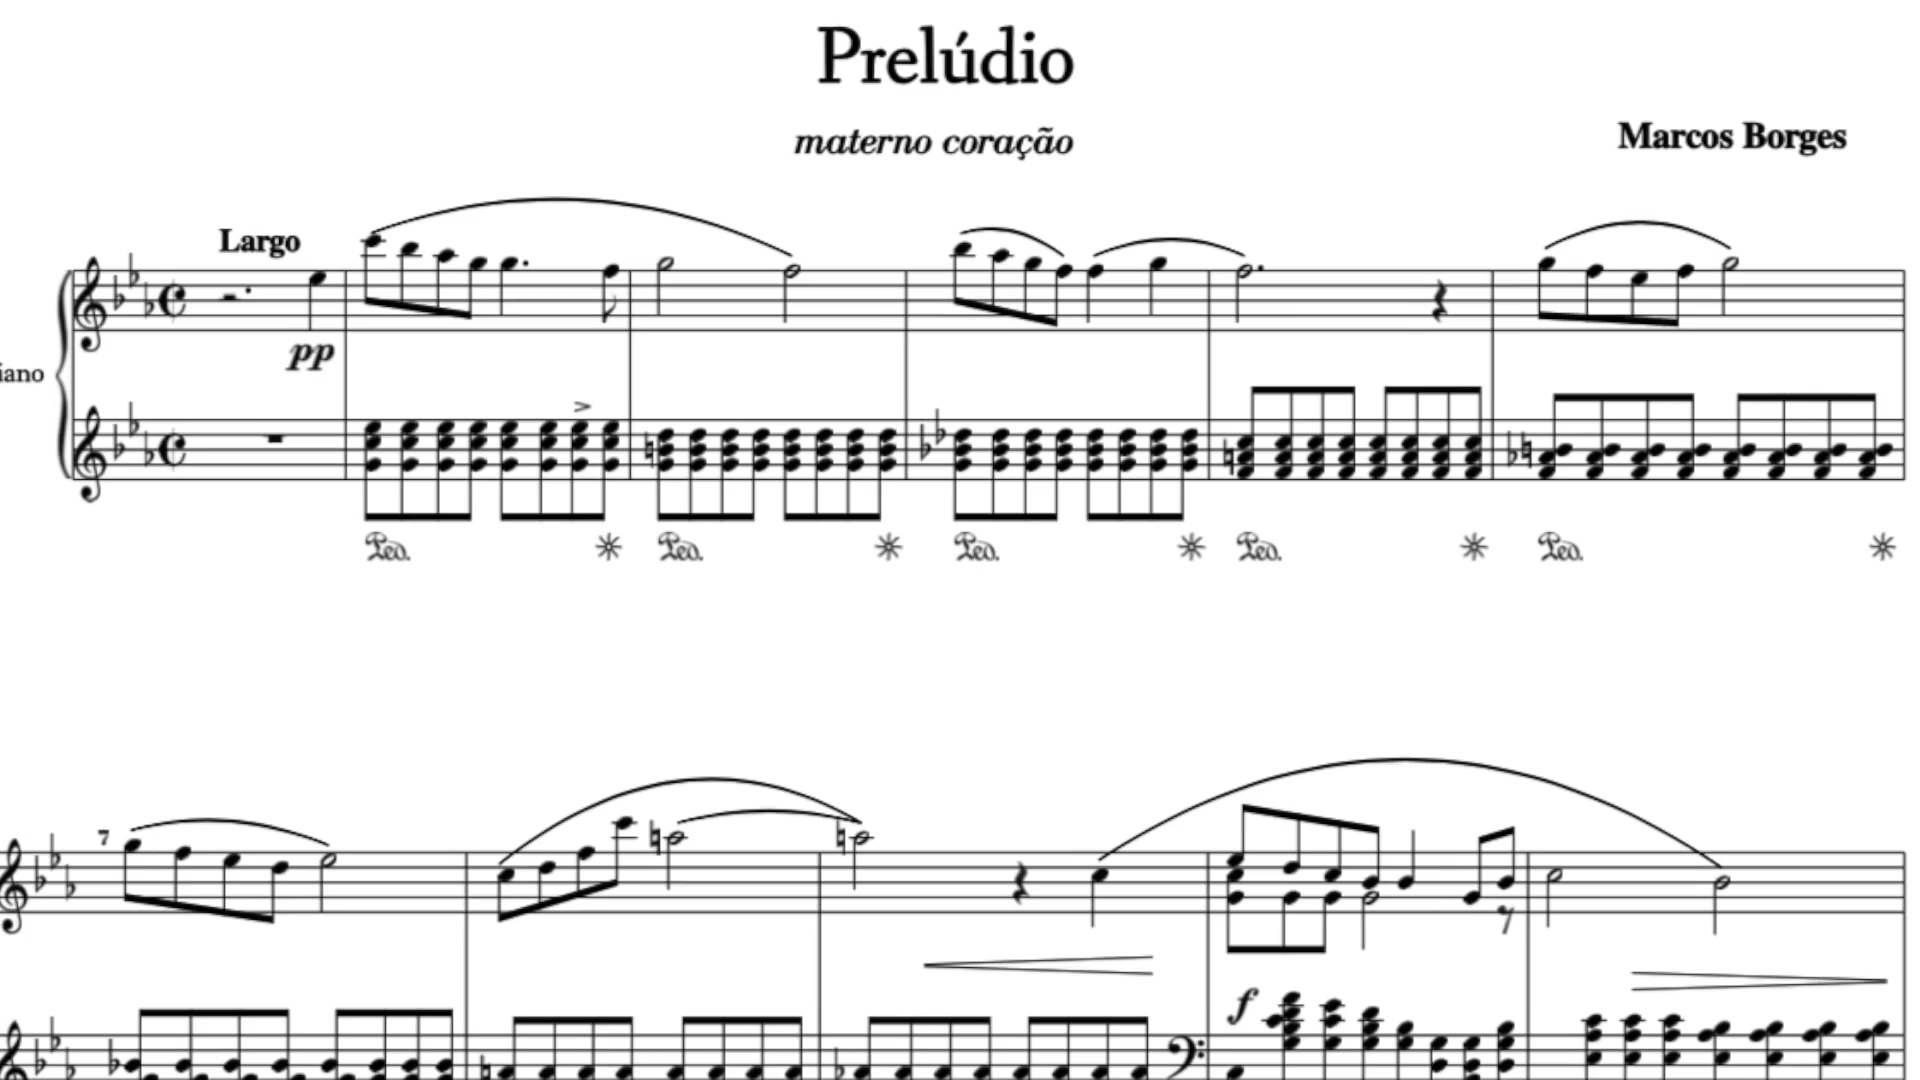 Prelúdio
materno coração
Marcos Borges
Largo
pp
iano
Ped. Ped. Ped. Ped. Ped.
7
f